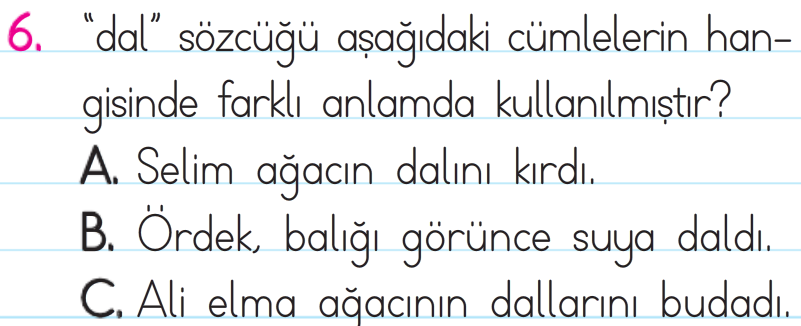 6. “dal” sözcüğü aşağıdaki cümlelerin han-
gisinde farklı anlamda kullanılmıştır?
A. Selim ağacın dalını kırdı.
B. Ördek, balığı görünce suya daldı.
C. Ali elma ağacının dallarını budadı.